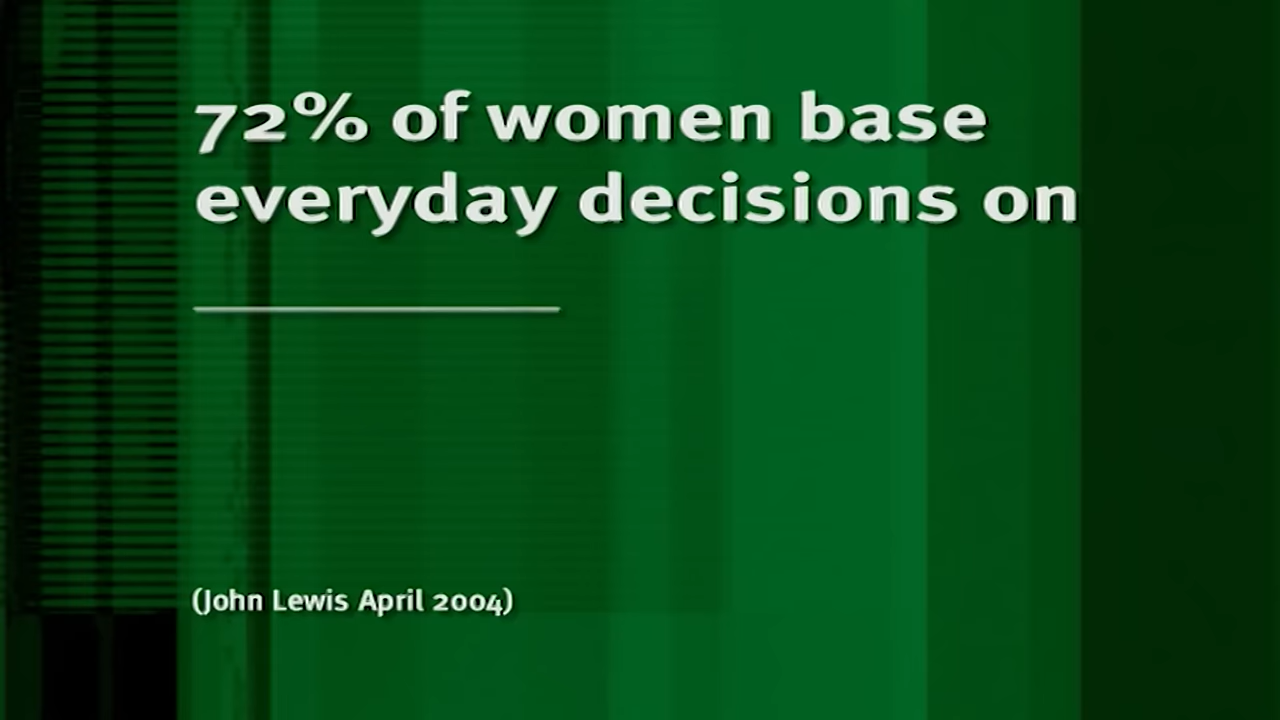 72% of women base
everyday decisions on
(John Lewis April 2004)